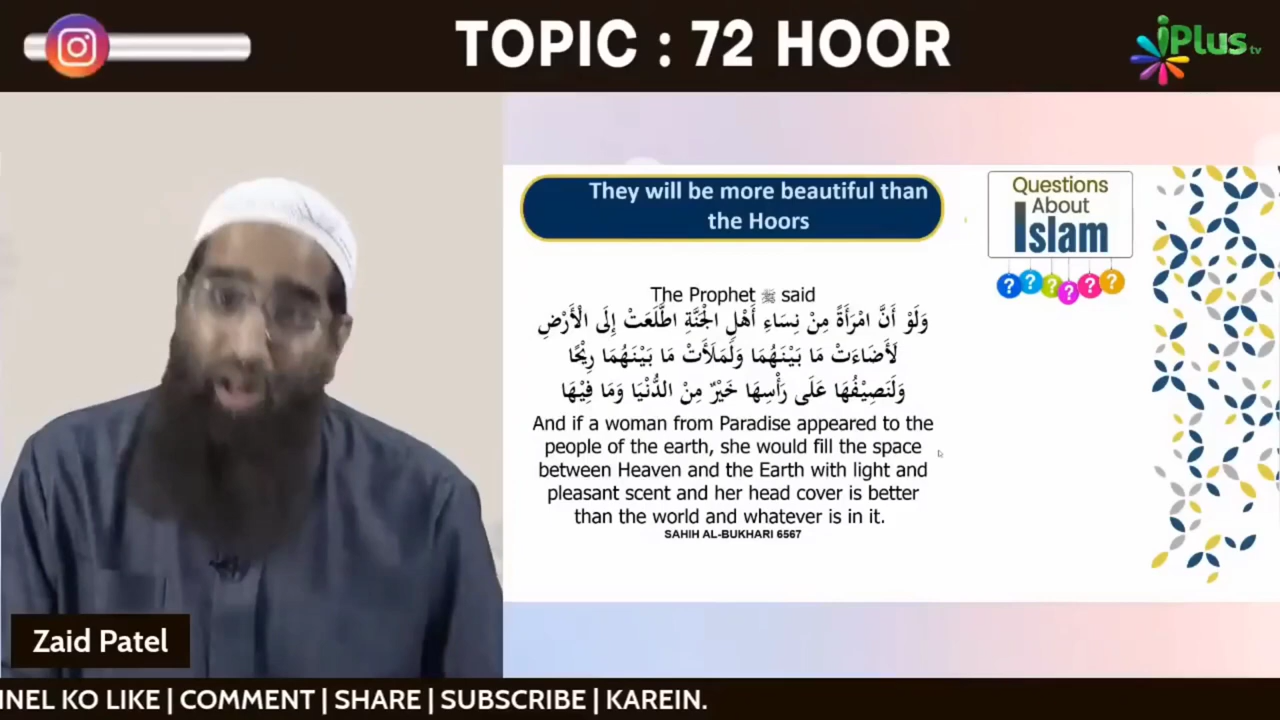 TOPIC : 72 HOOR
iPlus tv
They will be more beautiful than
the Hoors
Questions
About
Islam
? ? ? ? ? ?
The Prophet ﷺ said
وَلَوْ أَنَّ امْرَأَةً مِنْ نِسَاءِ أَهْلِ الْجَنَّةِ اطَّلَعَتْ إِلَى الْأَرْضِ
لَأَضَاءَتْ مَا بَيْنَهُمَا وَلَمَلَأَتْ مَا بَيْنَهُمَا رِيْحًا
وَلَنَصِيْفُهَا عَلَى رَأْسِهَا خَيْرٌ مِنْ الدُّنْيَا وَمَا فِيْهَا
And if a woman from Paradise appeared to the
people of the earth, she would fill the space
between Heaven and the Earth with light and
pleasant scent and her head cover is better
than the world and whatever is in it.
SAHIH AL-BUKHARI 6567
Zaid Patel
NEL KO LIKE | COMMENT | SHARE | SUBSCRIBE | KAREIN.